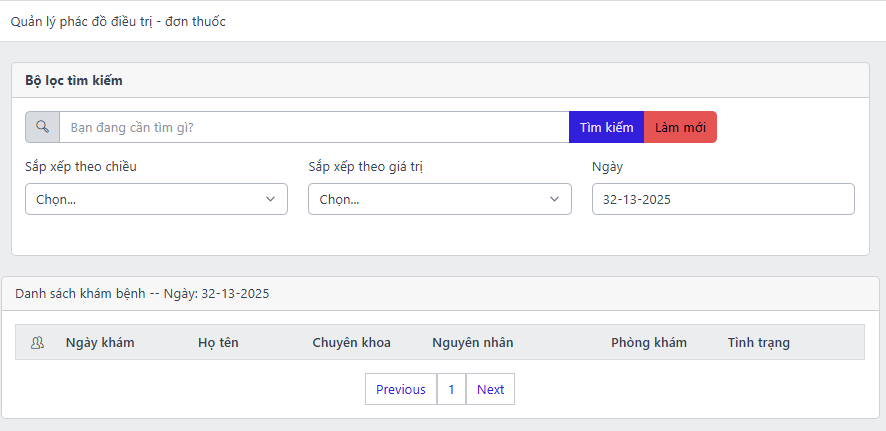 Quản lý phác đồ điều trị - đơn thuốc
Bộ lọc tìm kiếm
Bạn đang cần tìm gì? Tìm kiếm Làm mới
Sắp xếp theo chiều Sắp xếp theo giá trị Ngày
Chọn... Chọn... 32-13-2025
Danh sách khám bệnh -- Ngày: 32-13-2025
Ngày khám Họ tên Chuyên khoa Nguyên nhân Phòng khám Tình trạng
Previous 1 Next